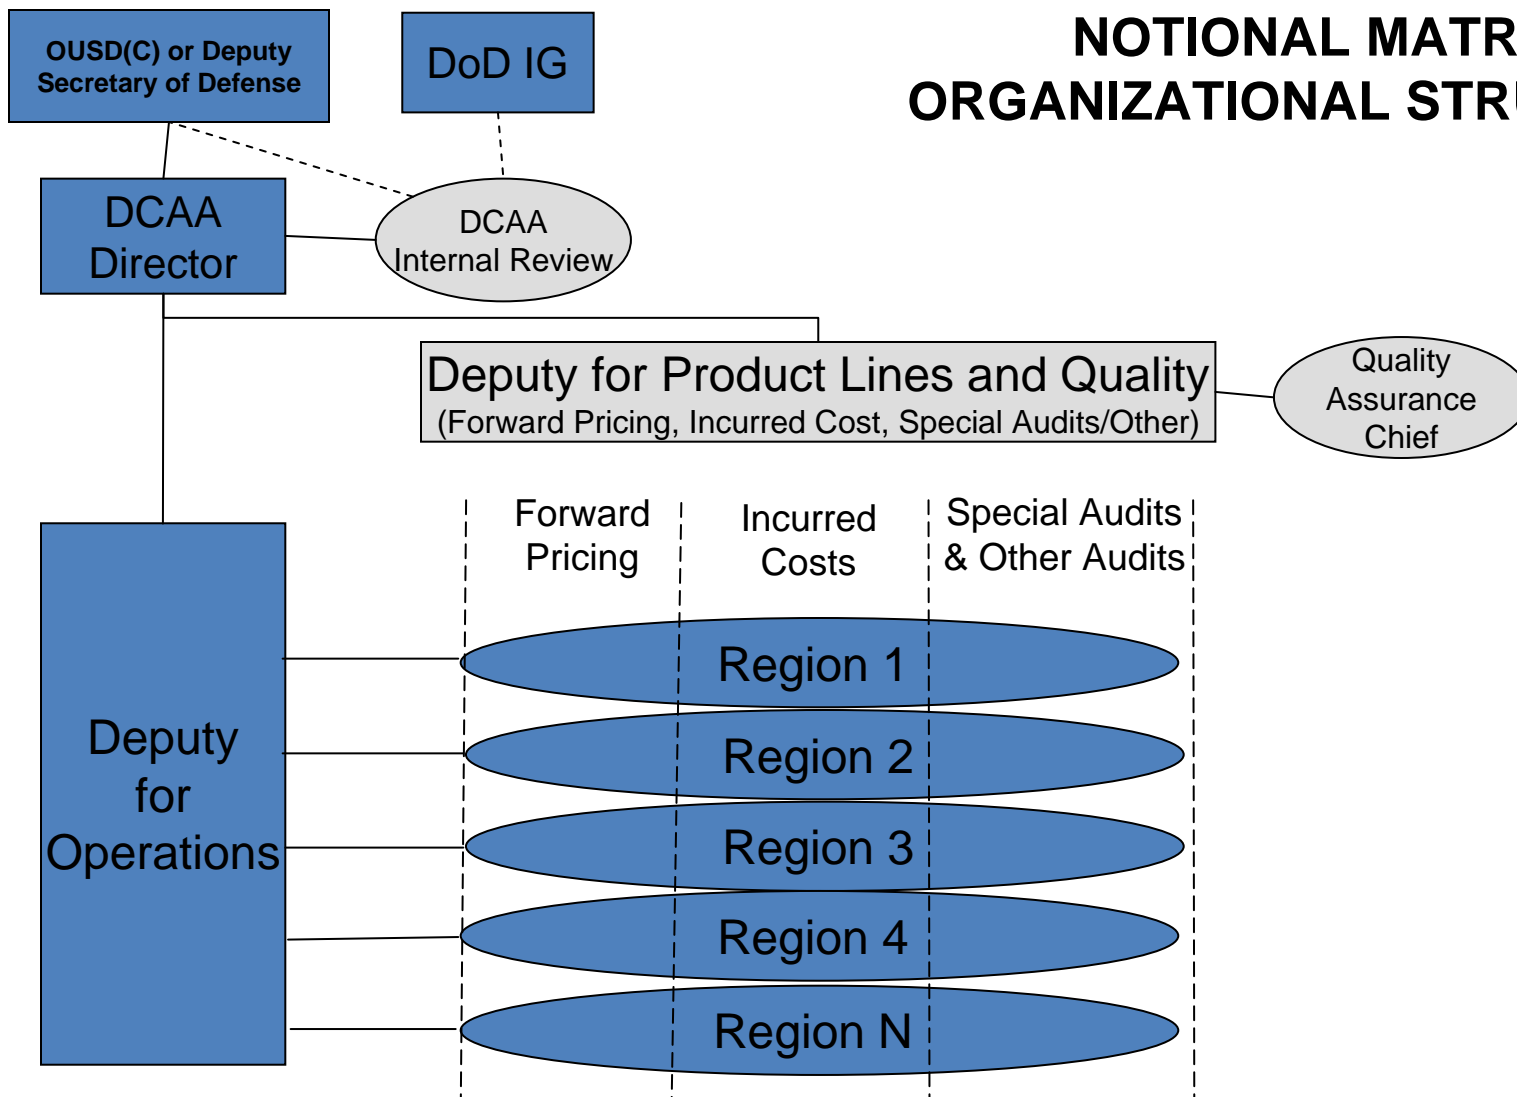 NOTIONAL MATR
ORGANIZATIONAL STRU
OUSD(C) or Deputy
Secretary of Defense
DoD IG
DCAA
Director
DCAA
Internal Review
Deputy for Product Lines and Quality
(Forward Pricing, Incurred Cost, Special Audits/Other)
Quality
Assurance
Chief
Forward
Pricing
Incurred
Costs
Special Audits
& Other Audits
Deputy
for
Operations
Region 1
Region 2
Region 3
Region 4
Region N